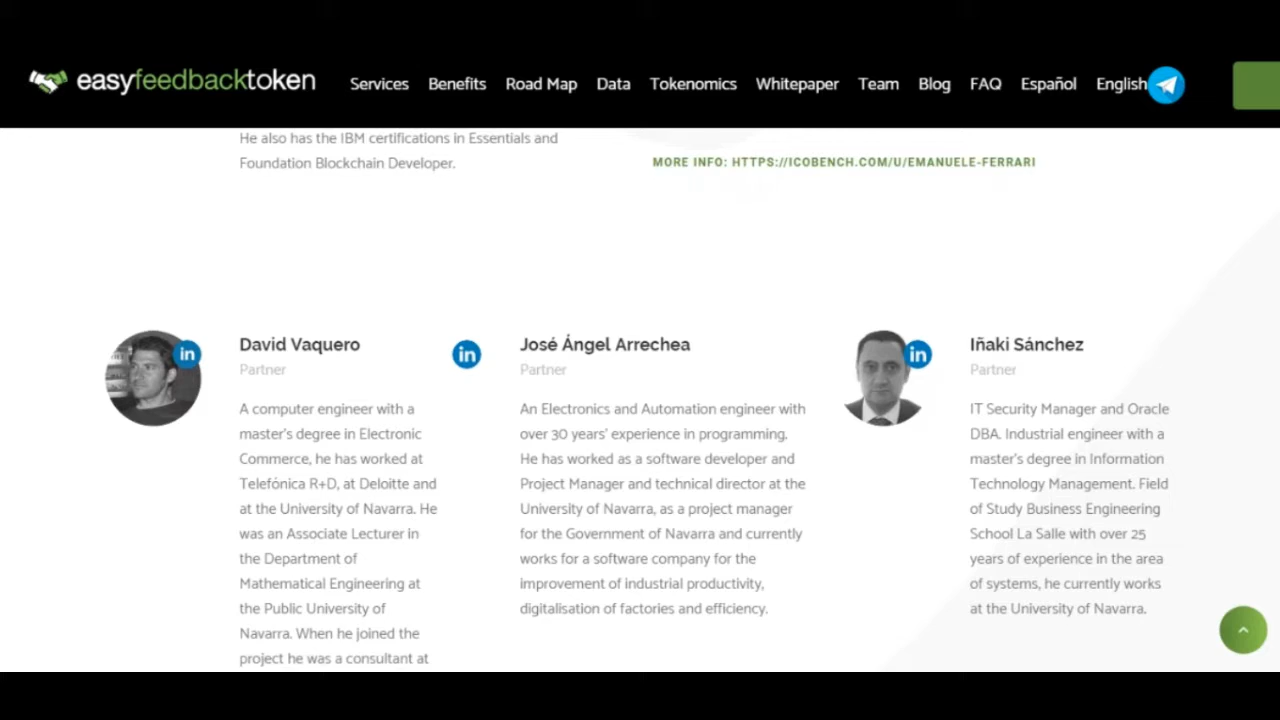 easyfeedbacktoken
Services Benefits Road Map Data Tokenomics Whitepaper Team Blog FAQ Español English
He also has the IBM certifications in Essentials and
Foundation Blockchain Developer.
MORE INFO: HTTPS://ICOBENCH.COM/U/EMANUELE-FERRARI
in
David Vaquero
Partner
A computer engineer with a
master's degree in Electronic
Commerce, he has worked at
Telefónica R+D, at Deloitte and
at the University of Navarra. He
was an Associate Lecturer in
the Department of
Mathematical Engineering at
the Public University of
Navarra. When he joined the
project he was a consultant at
in
José Ángel Arrechea
Partner
An Electronics and Automation engineer with
over 30 years' experience in programming.
He has worked as a software developer and
Project Manager and technical director at the
University of Navarra, as a project manager
for the Government of Navarra and currently
works for a software company for the
improvement of industrial productivity,
digitalisation of factories and efficiency.
in
Iñaki Sánchez
Partner
IT Security Manager and Oracle
DBA. Industrial engineer with a
master's degree in Information
Technology Management. Field
of Study Business Engineering
School La Salle with over 25
years of experience in the area
of systems, he currently works
at the University of Navarra.